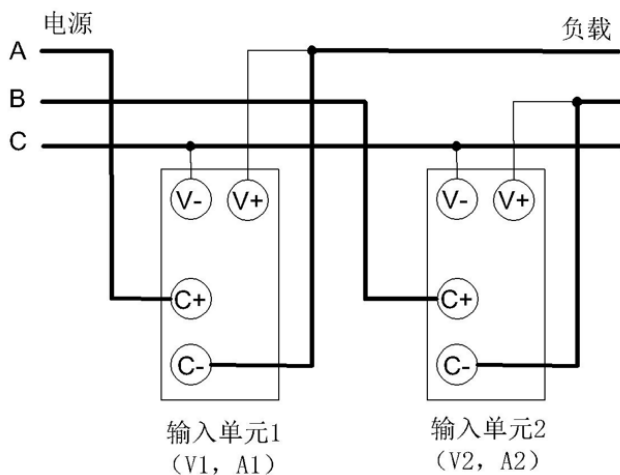 电源
负载
A
B
C
V-
V+
V-
V+
C+
C+
C-
C-
输入单元1
（V1，A1）
输入单元2
（V2，A2）